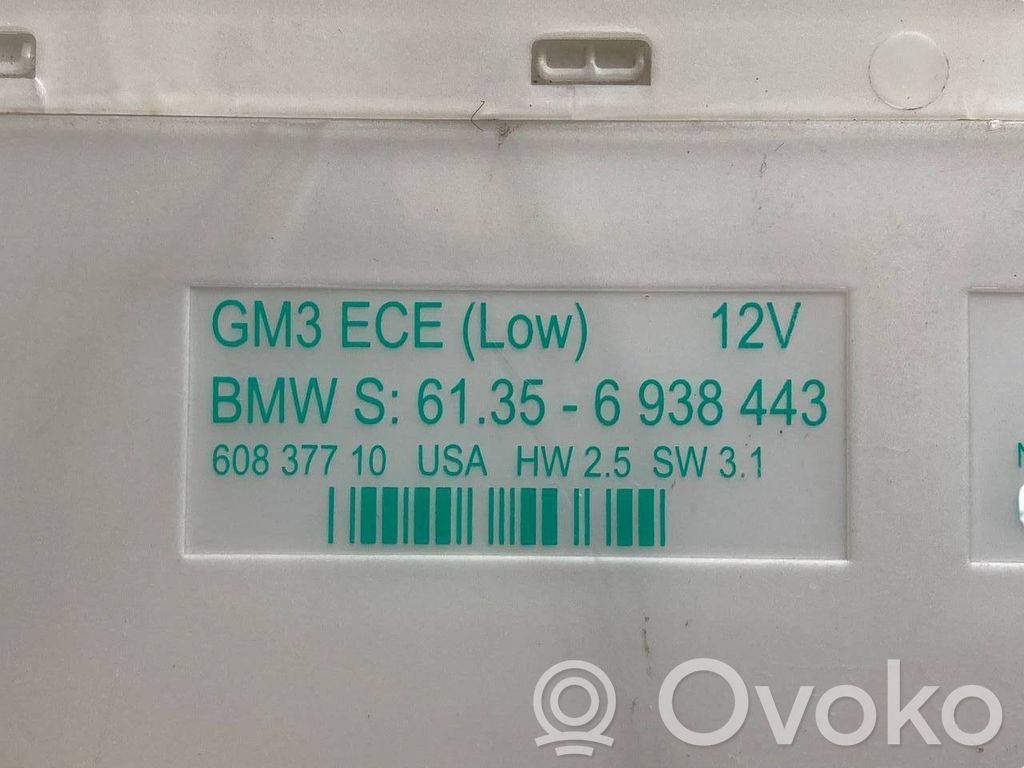 GM3 ECE (Low) 12V
BMW S: 61.35 - 6 938 443
608 377 10 USA HW 2.5 SW 3.1
N
Ovoko